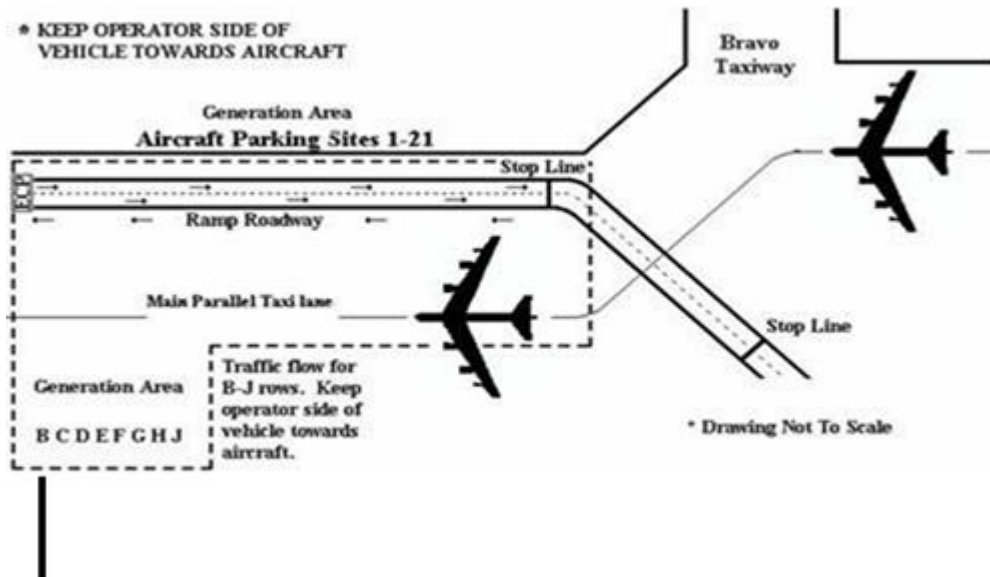 * KEEP OPERATOR SIDE OF
VEHICLE TOWARDS AIRCRAFT
Bravo
Taxiway
Generation Area
Aircraft Parking Sites 1-21
Stop Line
ECP
Ramp Roadway
Main Parallel Taxi lane
Stop Line
Traffic flow for
B-J rows. Keep
operator side of
vehicle towards
aircraft.
Generation Area
B C D E F G H J
* Drawing Not To Scale